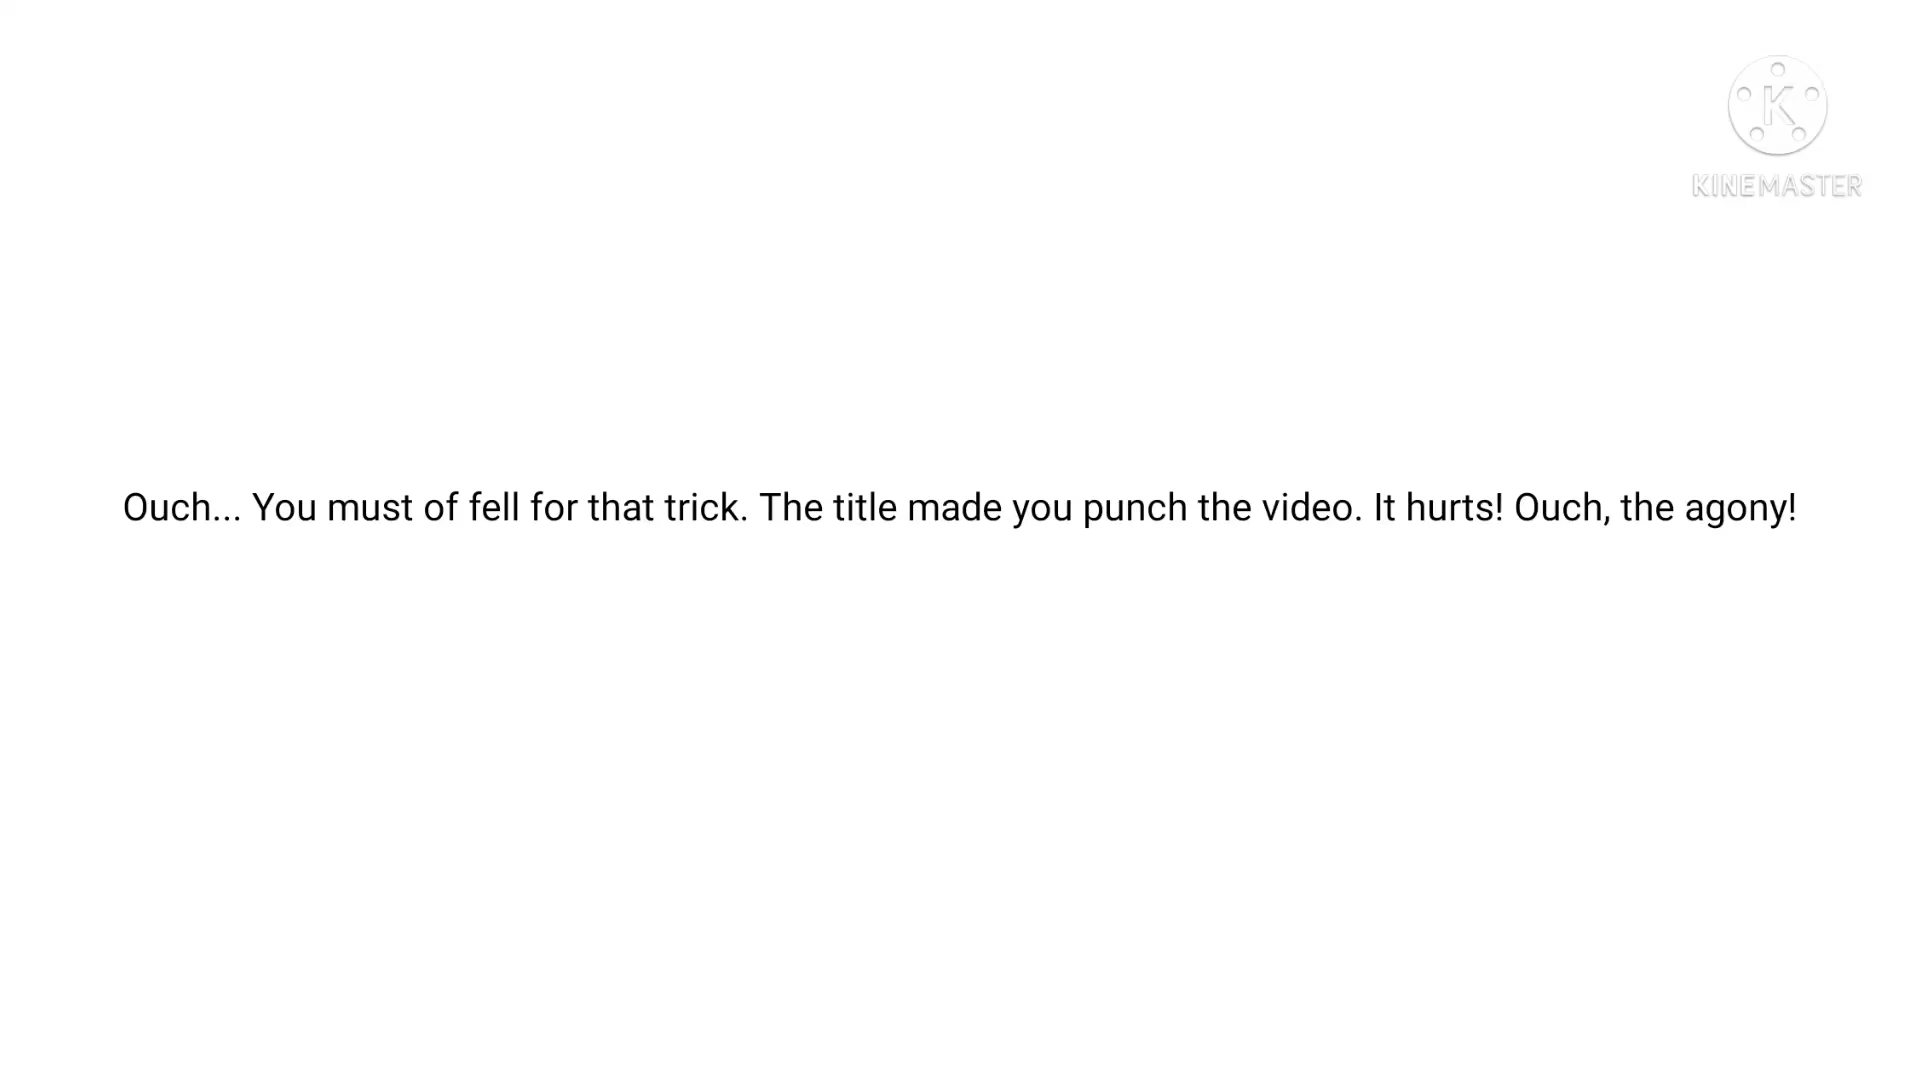 K
KINEMASTER
Ouch... You must of fell for that trick. The title made you punch the video. It hurts! Ouch, the agony!